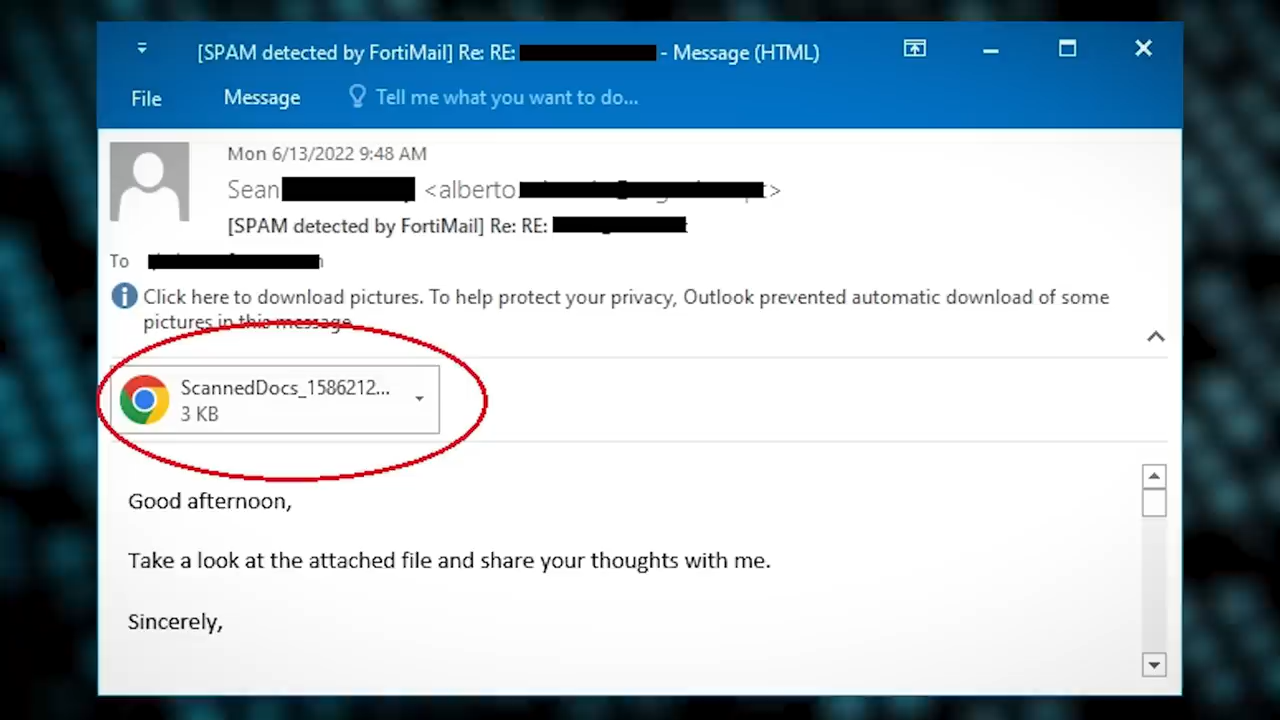 [SPAM detected by FortiMail] Re: RE: - Message (HTML)
File Message Tell me what you want to do...
Mon 6/13/2022 9:48 AM
Sean <alberto. >
[SPAM detected by FortiMail] Re: RE:
To
Click here to download pictures. To help protect your privacy, Outlook prevented automatic download of some
pictures in this message.
ScannedDocs_1586212...
3 KB
Good afternoon,
Take a look at the attached file and share your thoughts with me.
Sincerely,